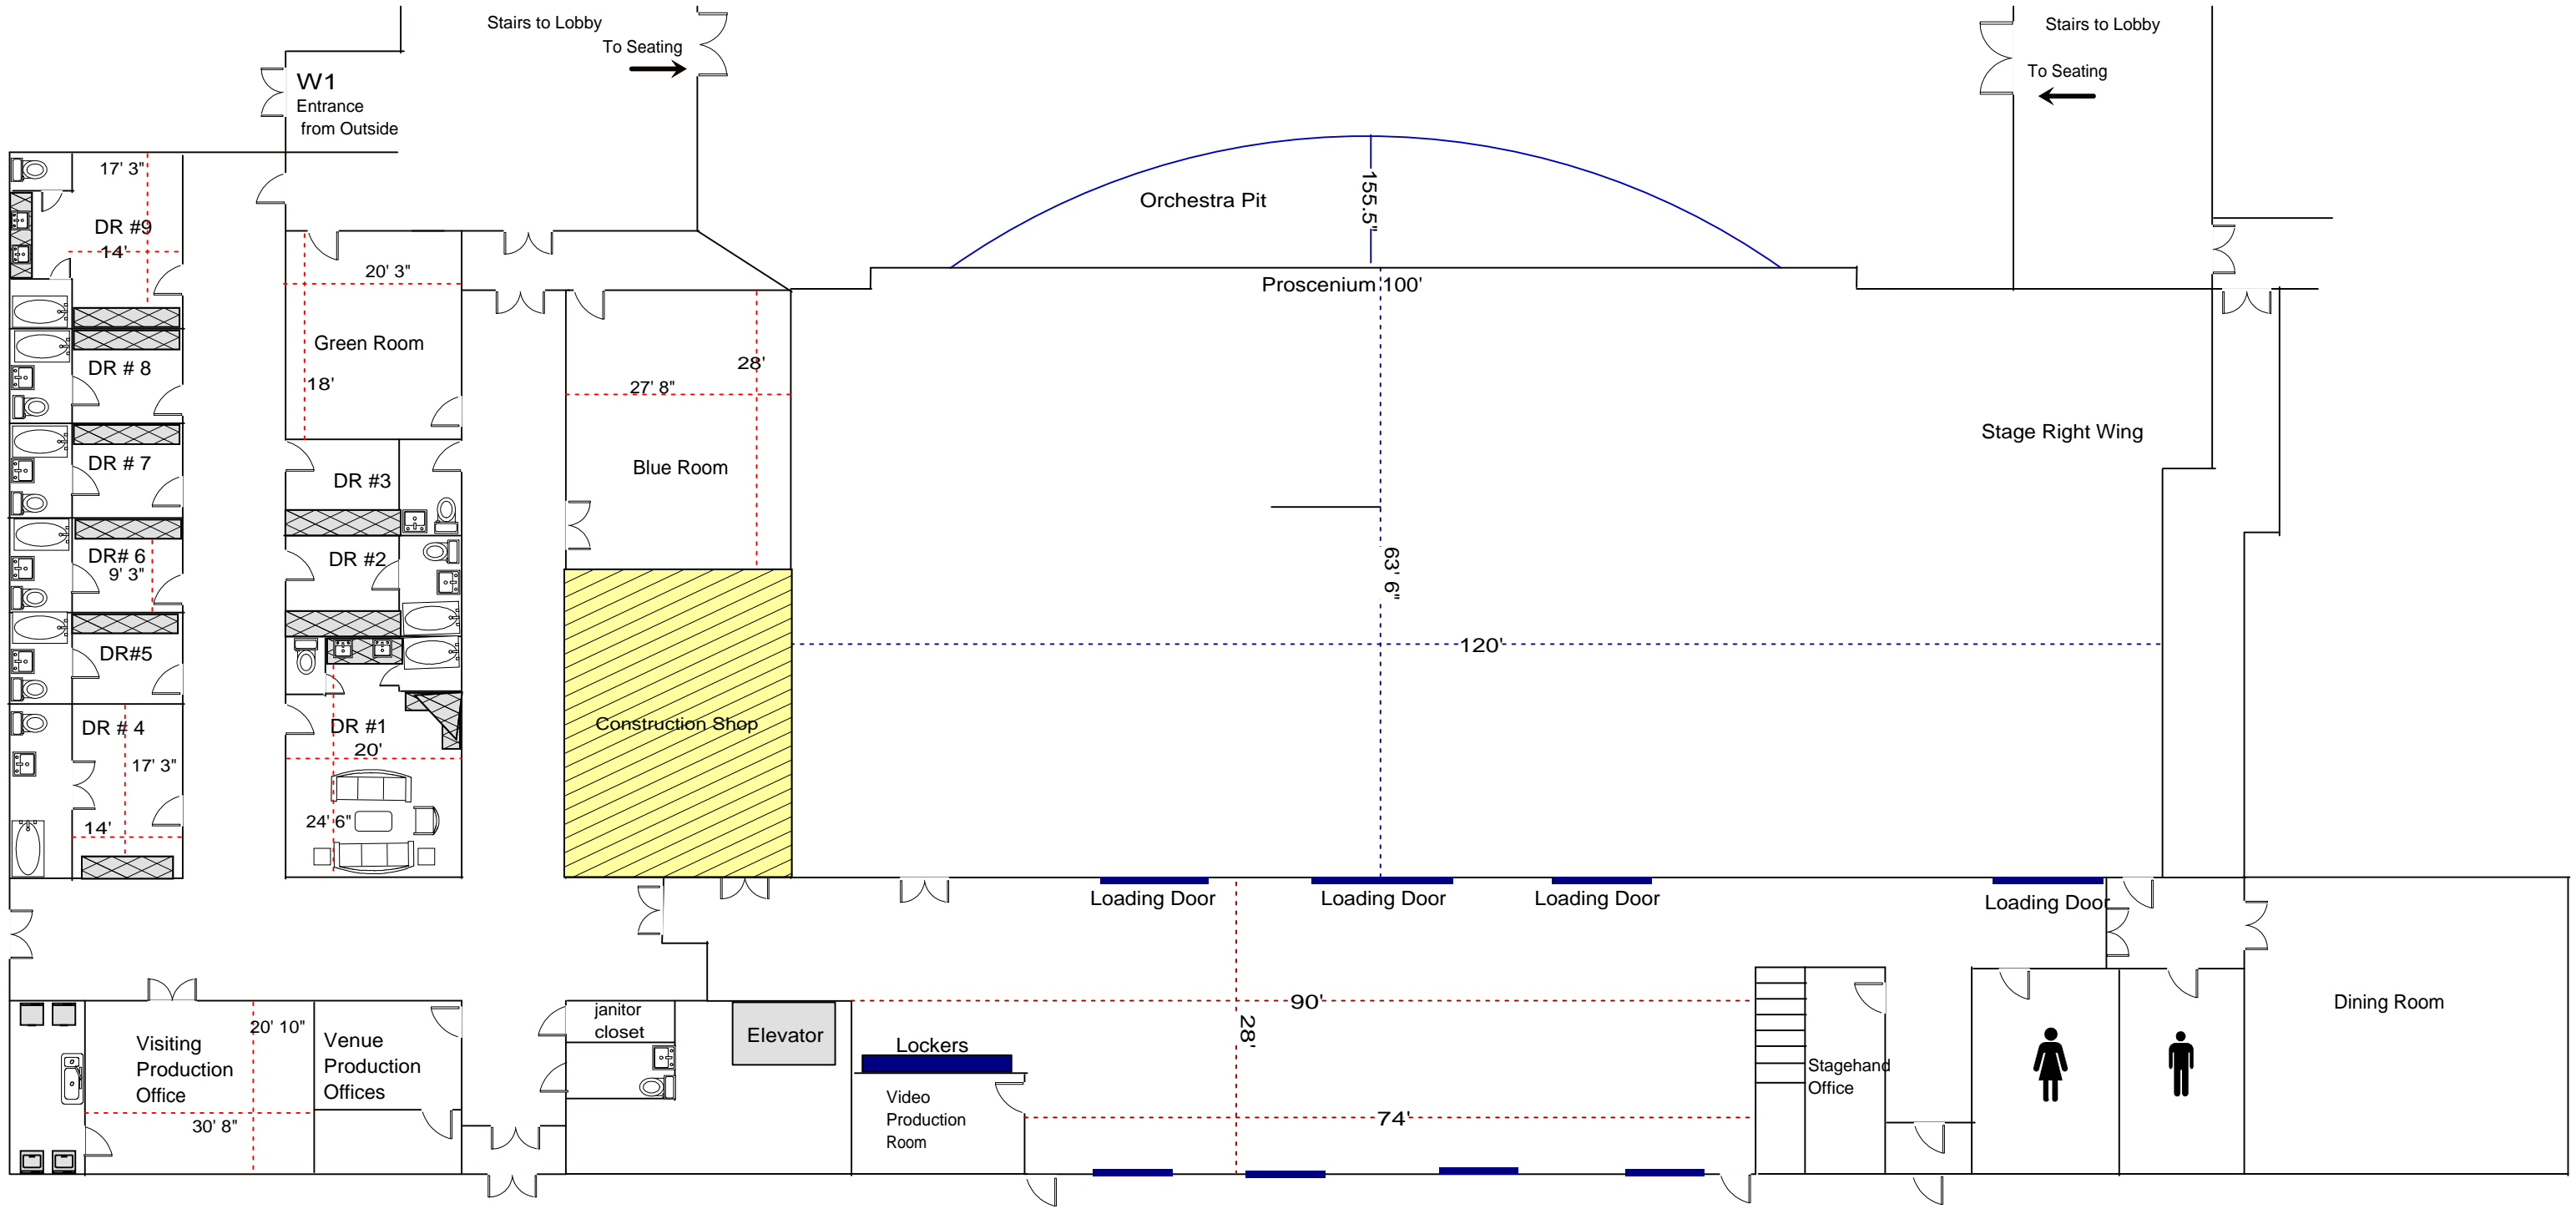 Stairs to Lobby
To Seating
Stairs to Lobby
To Seating
W1
Entrance
from Outside
17' 3"
DR #9
14'
Orchestra Pit
155.5"
Proscenium 100'
20' 3"
Green Room
18'
28'
27' 8"
Blue Room
Stage Right Wing
DR # 8
DR # 7
DR# 6
9' 3"
DR#5
DR # 4
17' 3"
14'
DR #3
DR #2
DR #1
20'
24' 6"
Construction Shop
63' 6"
120'
Loading Door
Loading Door
Loading Door
Loading Door
90'
28'
74'
20' 10"
Visiting
Production
Office
30' 8"
Venue
Production
Offices
janitor
closet
Elevator
Lockers
Video
Production
Room
Stagehand
Office
Dining Room